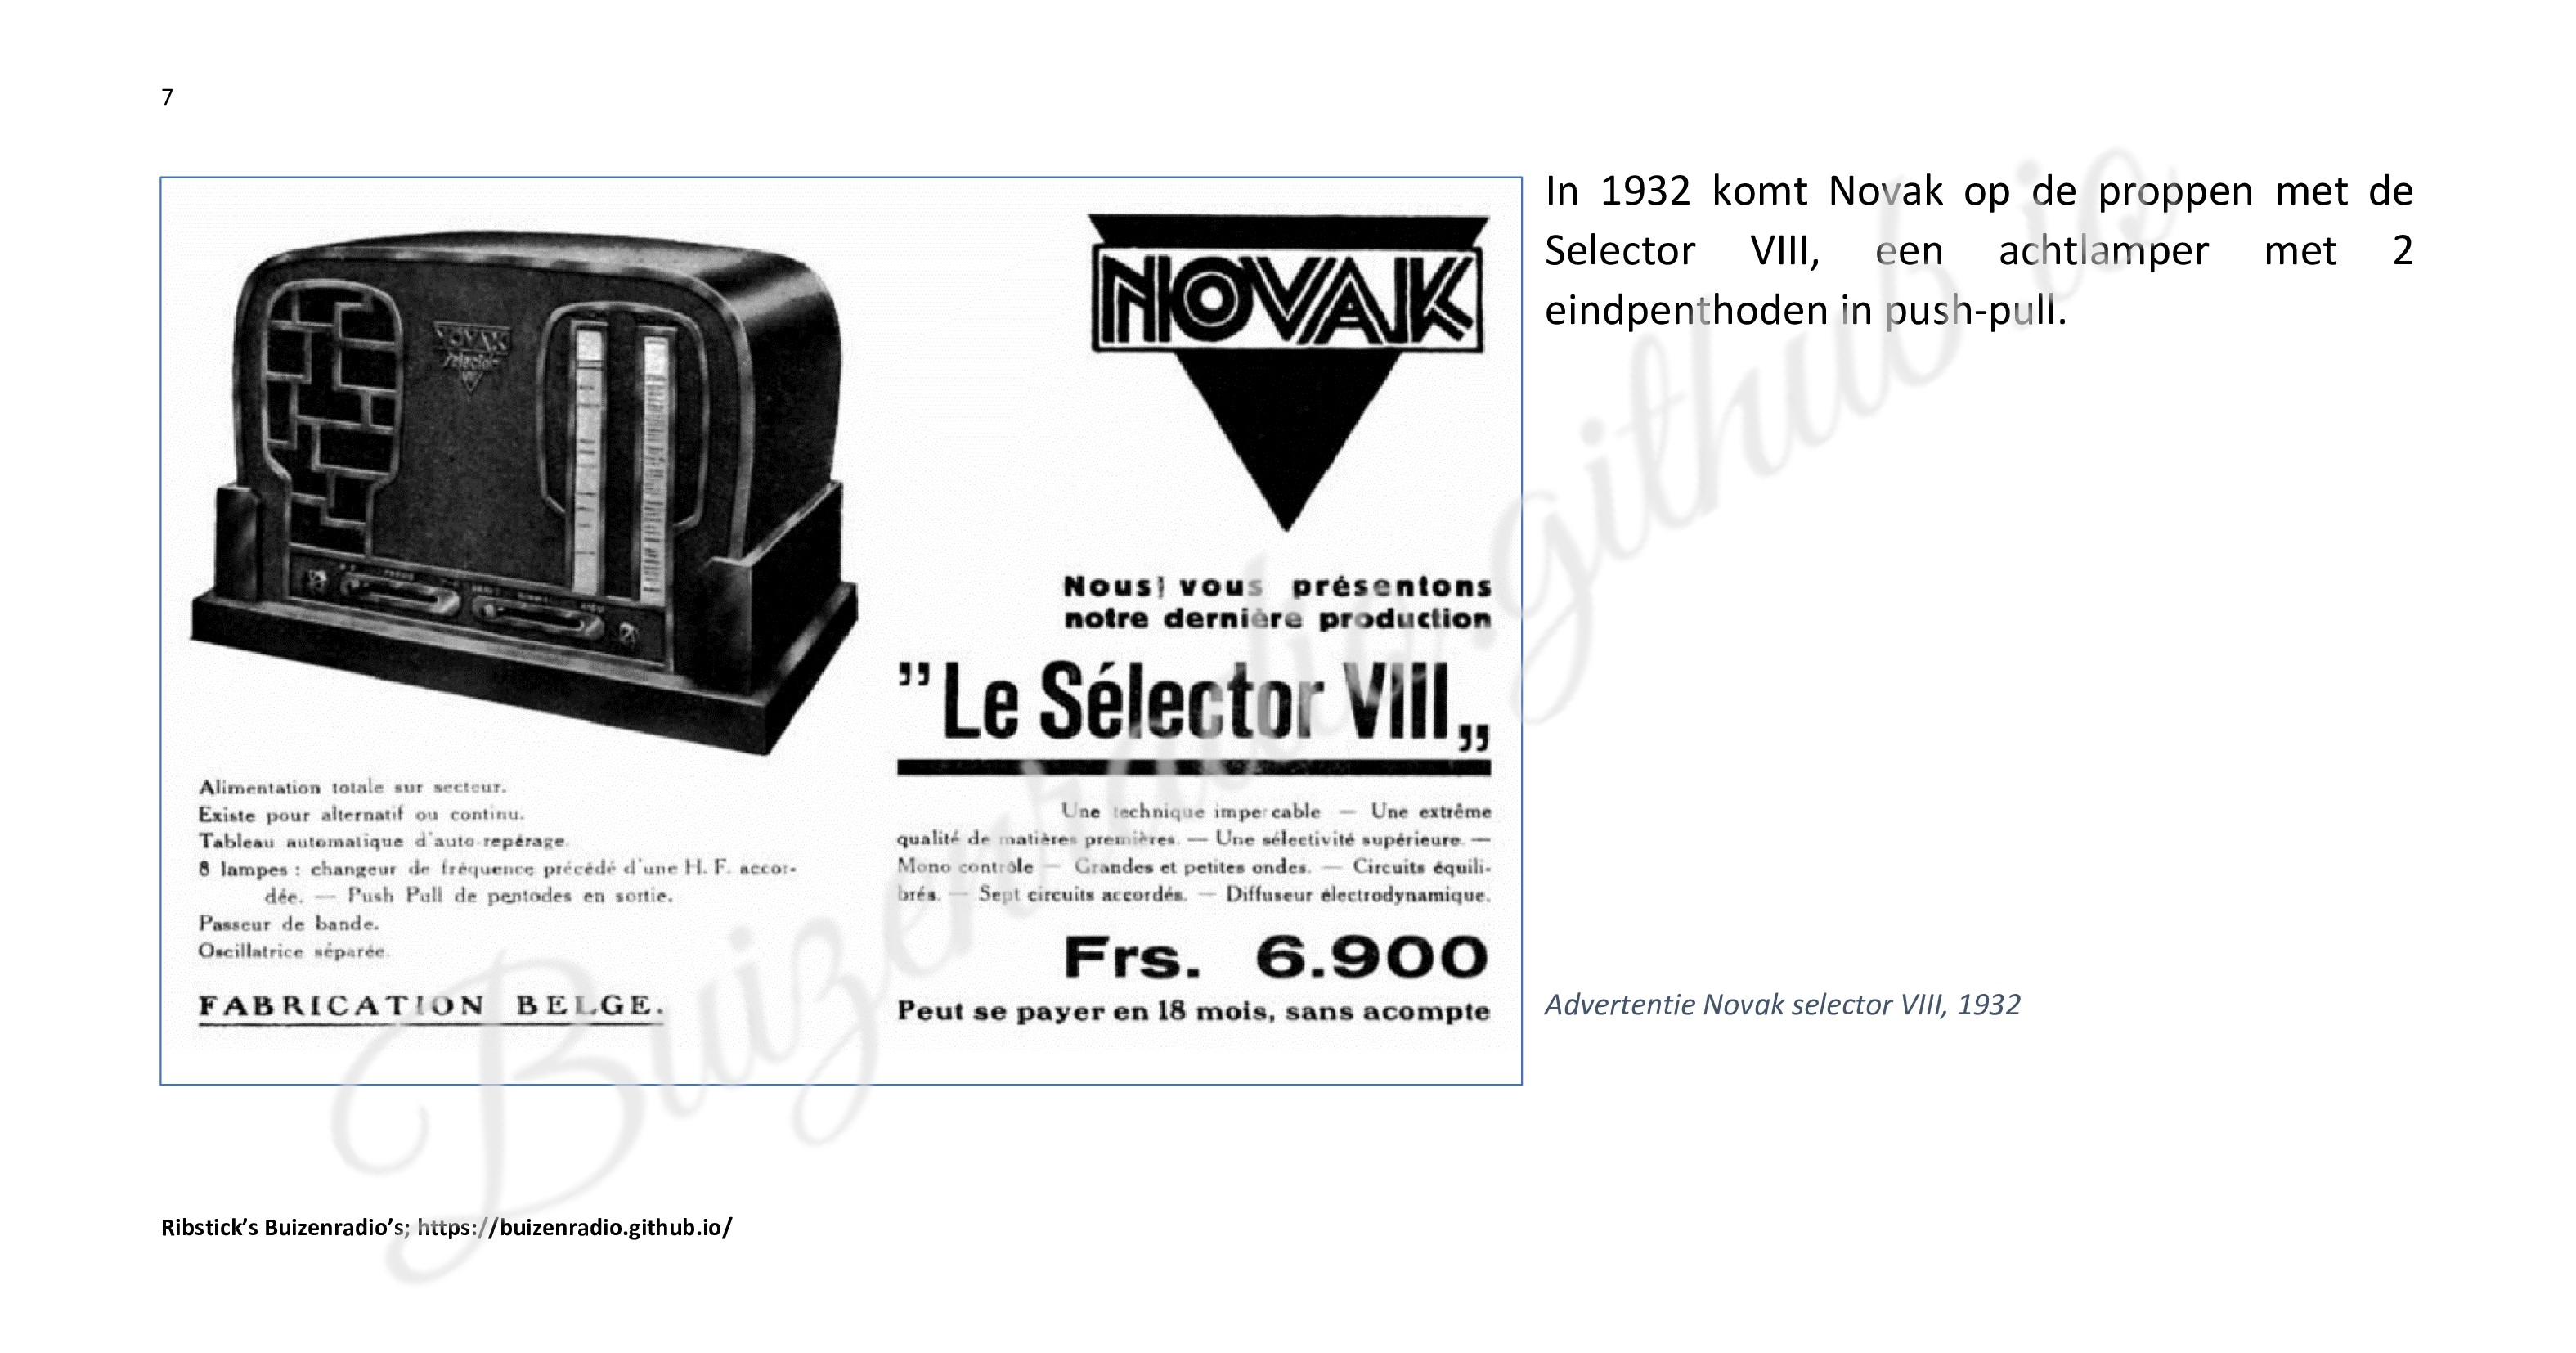 7
In 1932 komt Novak op de proppen met de
Selector VIII, een achtlamper met 2
eindpenthoden in push-pull.
NOVAK
NOVAK
Nous vous présentons
notre dernière production
”Le Sélector VIII„
Alimentation totale sur secteur.
Existe pour alternatif ou continu.
Tableau automatique d'auto-repérage.
8 lampes : changeur de fréquence précédé d'une H. F. accor-
dée. — Push Pull de pentodes en sortie.
Passeur de bande.
Oscillatrice séparée.
FABRICATION BELGE.
Une technique impeccable — Une extrême
qualité de matières premières. — Une sélectivité supérieure. —
Mono contrôle — Grandes et petites ondes. — Circuits équili-
brés. — Sept circuits accordés. — Diffuseur électrodynamique.
Frs. 6.900
Peut se payer en 18 mois, sans acompte
Advertentie Novak selector VIII, 1932
Buizenradio.github.io
Ribstick’s Buizenradio’s; https://buizenradio.github.io/